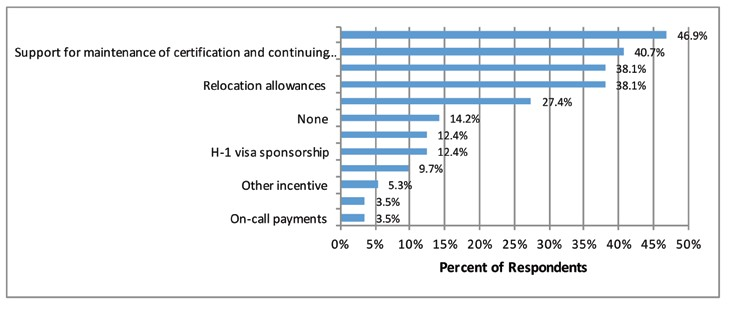 46.9%
Support for maintenance of certification and continuing... 40.7%
38.1%
Relocation allowances 38.1%
27.4%
None 14.2%
12.4%
H-1 visa sponsorship 12.4%
9.7%
Other incentive 5.3%
3.5%
On-call payments 3.5%
0% 5% 10% 15% 20% 25% 30% 35% 40% 45% 50%
Percent of Respondents